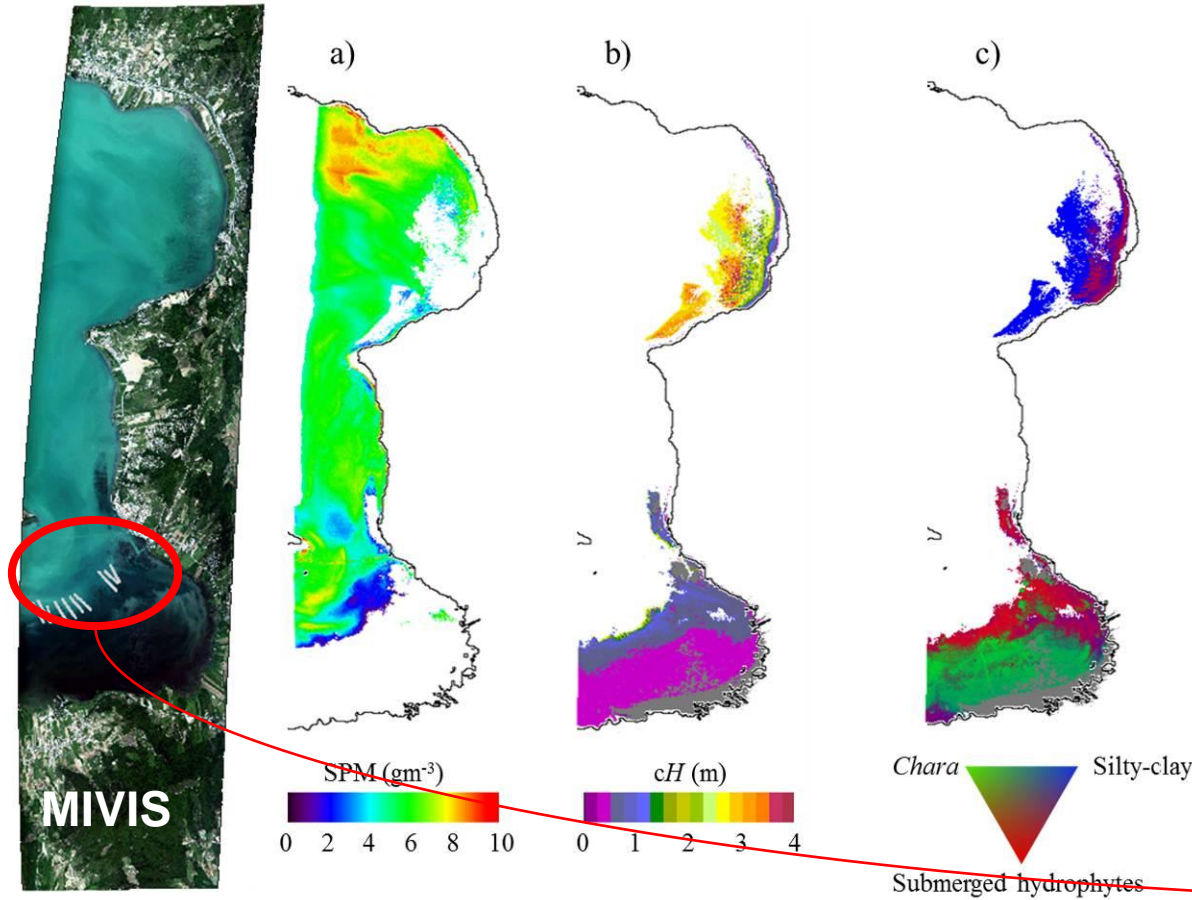 a)
b)
c)
MIVIS
SPM (gm⁻³)
0 2 4 6 8 10
cH (m)
0 1 2 3 4
Chara
Silty-clay
Submerged hydrophytes